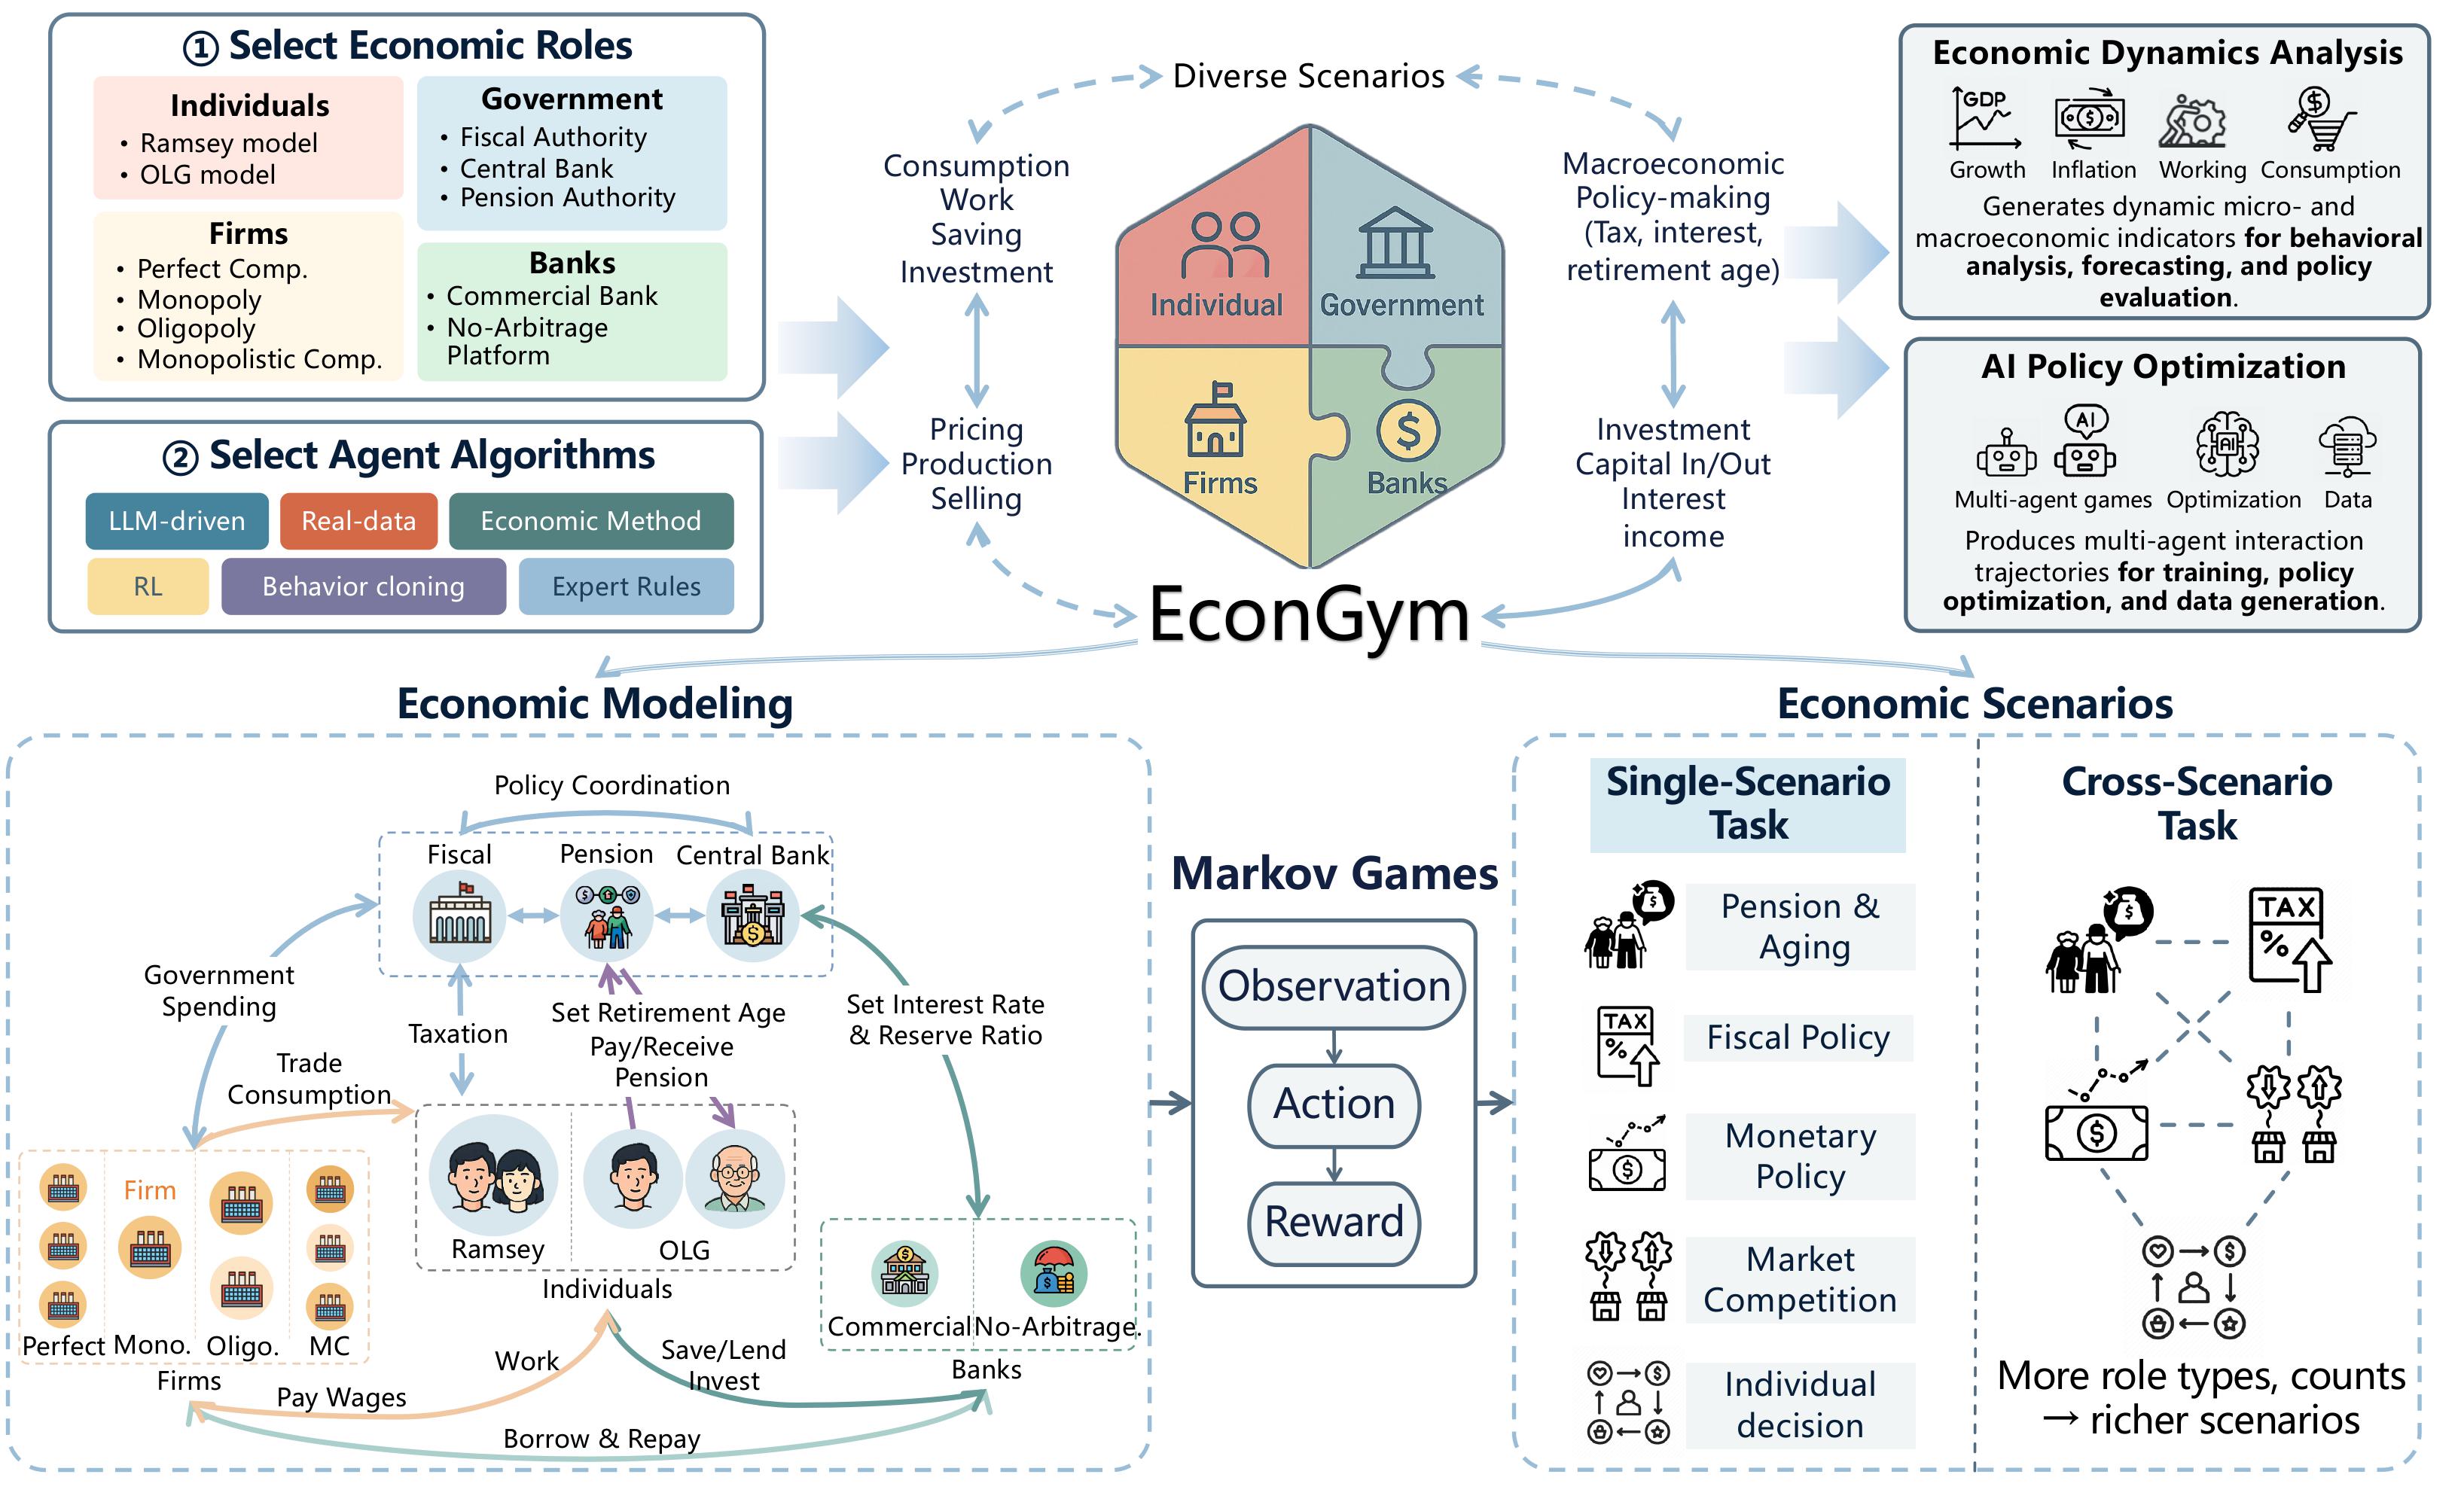 ① Select Economic Roles
Individuals
• Ramsey model
• OLG model
Government
• Fiscal Authority
• Central Bank
• Pension Authority
Firms
• Perfect Comp.
• Monopoly
• Oligopoly
• Monopolistic Comp.
Banks
• Commercial Bank
• No-Arbitrage
Platform
② Select Agent Algorithms
LLM-driven
Real-data
Economic Method
RL
Behavior cloning
Expert Rules
Diverse Scenarios
Consumption
Work
Saving
Investment
Pricing
Production
Selling
Individual
Government
Firms
$
Banks
EconGym
Macroeconomic
Policy-making
(Tax, interest,
retirement age)
Investment
Capital In/Out
Interest
income
Economic Dynamics Analysis
GDP
$
$
Growth
Inflation
Working
Consumption
Generates dynamic micro- and
macroeconomic indicators for behavioral
analysis, forecasting, and policy
evaluation.
AI Policy Optimization
AI
AI
Multi-agent games
Optimization
Data
Produces multi-agent interaction
trajectories for training, policy
optimization, and data generation.
Economic Modeling
Policy Coordination
Fiscal
Pension
Central Bank
$
$
Government
Spending
Taxation
Set Retirement Age
Pay/Receive
Pension
Set Interest Rate
& Reserve Ratio
Trade
Consumption
Firm
Perfect
Mono.
Oligo.
MC
Firms
Ramsey
OLG
Individuals
$
$
Commercial
No-Arbitrage.
Banks
Work
Pay Wages
Save/Lend
Invest
Borrow & Repay
Markov Games
Observation
Action
Reward
Economic Scenarios
Single-Scenario
Task
$
Pension &
Aging
TAX
%
Fiscal Policy
$
Monetary
Policy
Market
Competition
$
Individual
decision
Cross-Scenario
Task
$
TAX
%
$
$
More role types, counts
→ richer scenarios